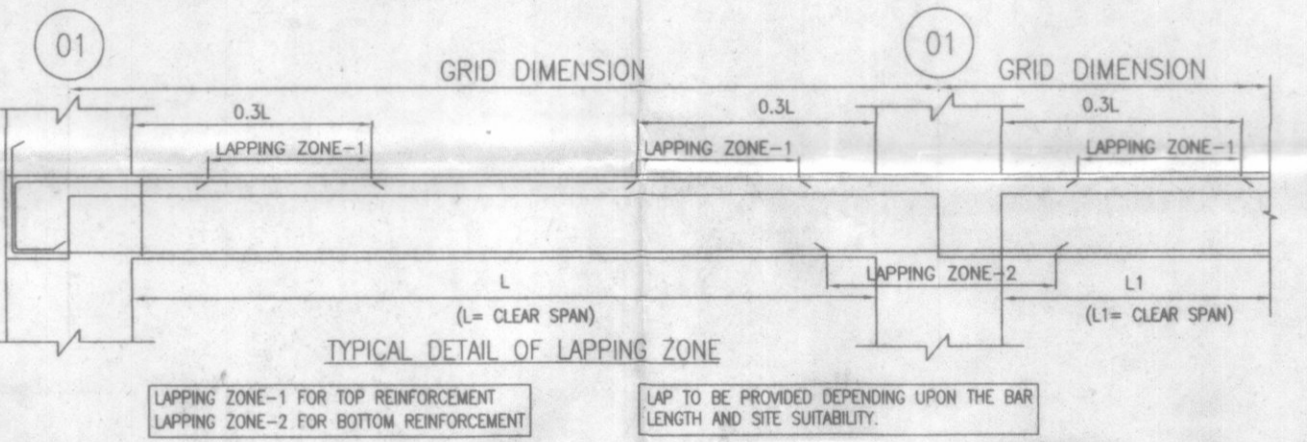 01
01
GRID DIMENSION
GRID DIMENSION
0.3L
0.3L
0.3L
LAPPING ZONE-1
LAPPING ZONE-1
LAPPING ZONE-1
LAPPING ZONE-2
L
L1
(L= CLEAR SPAN)
(L1= CLEAR SPAN)
TYPICAL DETAIL OF LAPPING ZONE
LAPPING ZONE-1 FOR TOP REINFORCEMENT
LAPPING ZONE-2 FOR BOTTOM REINFORCEMENT
LAP TO BE PROVIDED DEPENDING UPON THE BAR
LENGTH AND SITE SUITABILITY.